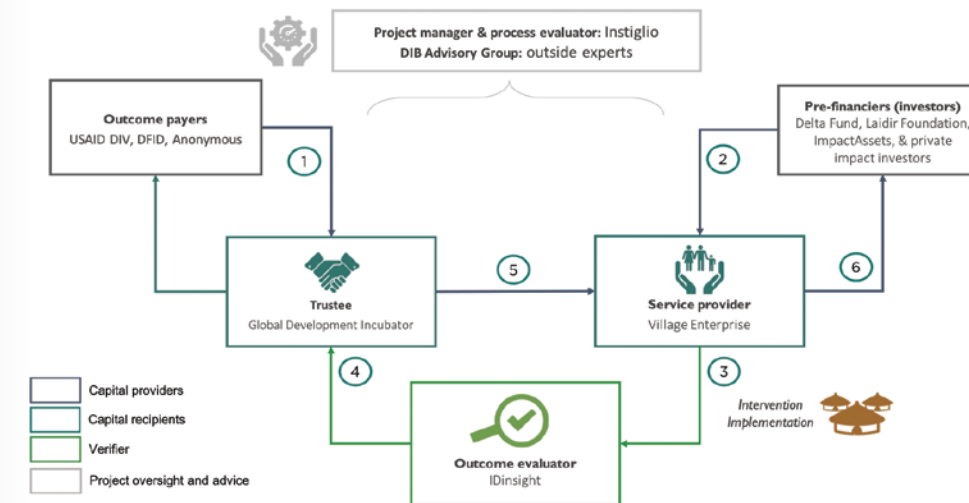 Project manager & process evaluator: Instiglio
DIB Advisory Group: outside experts
Outcome payers
USAID DIV, DFID, Anonymous
1
2
Pre-financiers (investors)
Delta Fund, Laidir Foundation,
ImpactAssets, & private
impact investors
Trustee
Global Development Incubator
5
Service provider
Village Enterprise
6
4
3
Outcome evaluator
IDinsight
Intervention
Implementation
Capital providers
Capital recipients
Verifier
Project oversight and advice